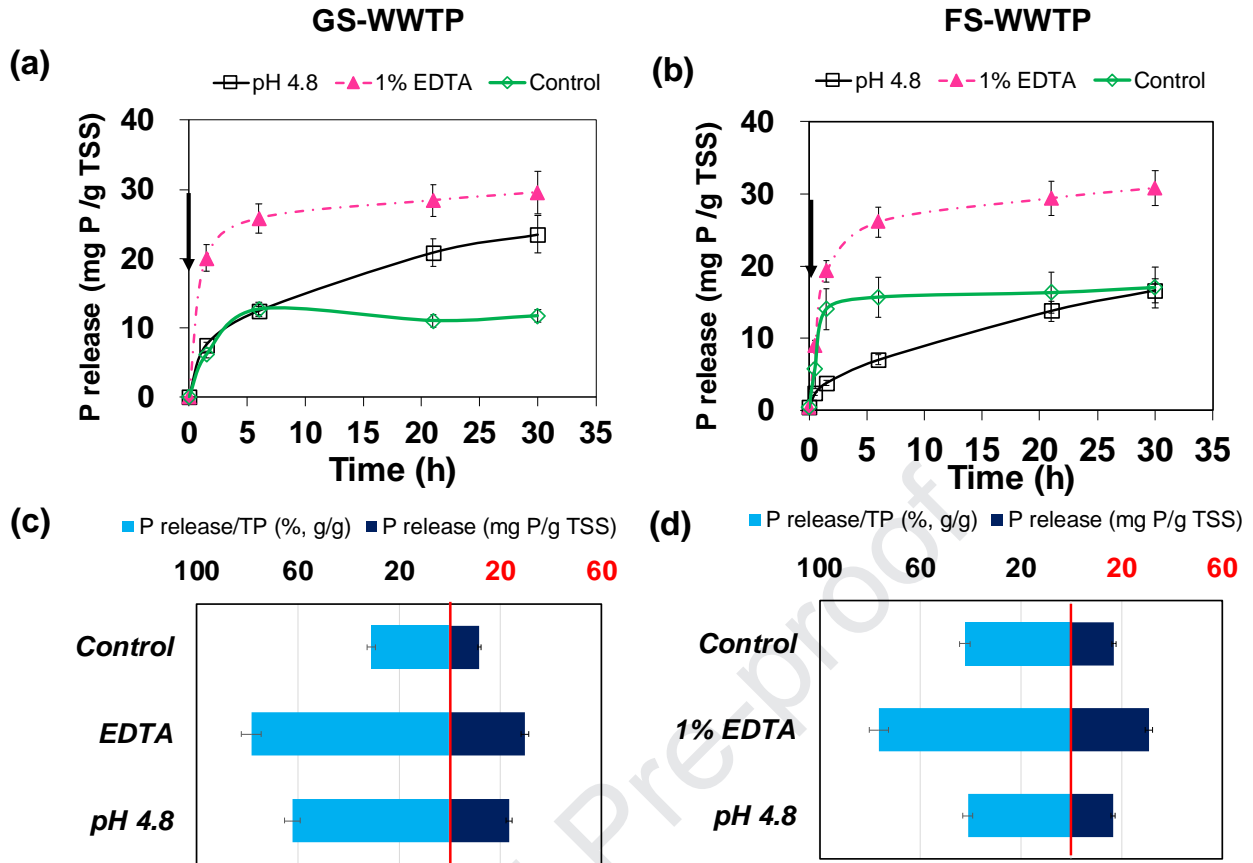 GS-WWTP
FS-WWTP
(a)
pH 4.8 1% EDTA Control
P release (mg P /g TSS)
40
30
20
10
0
0 5 10 15 20 25 30 35
Time (h)
(b)
pH 4.8 1% EDTA Control
P release (mg P /g TSS)
40
30
20
10
0
0 5 10 15 20 25 30 35
Time (h)
(c)
P release/TP (%, g/g) P release (mg P/g TSS)
100 60 20 20 60
Control
EDTA
pH 4.8
(d)
P release/TP (%, g/g) P release (mg P/g TSS)
100 60 20 20 60
Control
1% EDTA
pH 4.8
Pre-proof